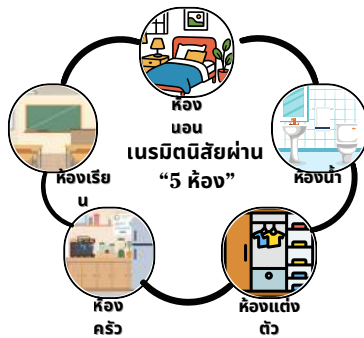 ห้อง
นอน
เนรมิตนิสัยผ่าน
“5 ห้อง”
ห้องเรีย
น
ห้องน้ำ
ห้อง
ครัว
ห้องแต่ง
ตัว